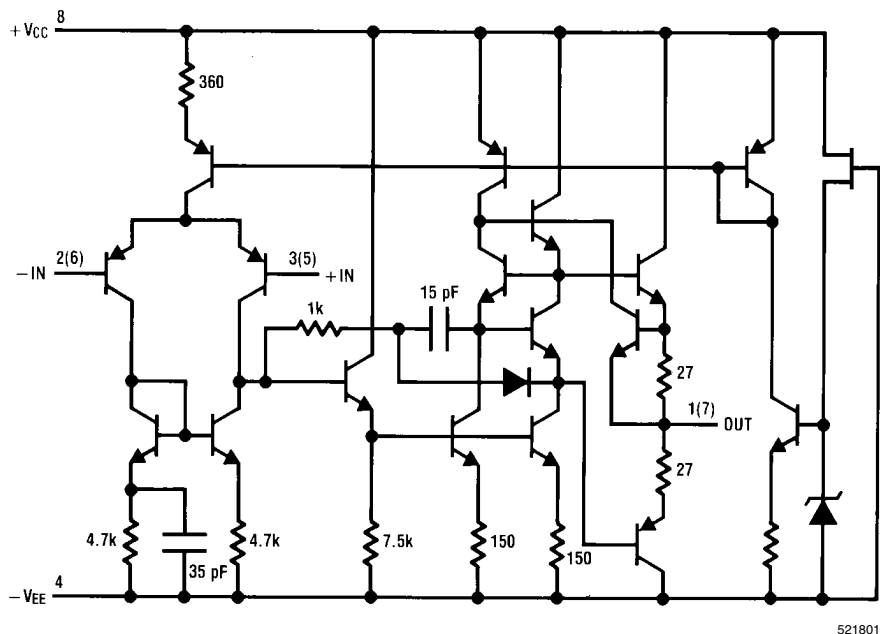 +VCC 8
360
−IN 2(6)
3(5) +IN
1k
15 pF
27
1(7) OUT
27
4.7k
35 pF
4.7k
7.5k
150
150
−VEE 4
521801